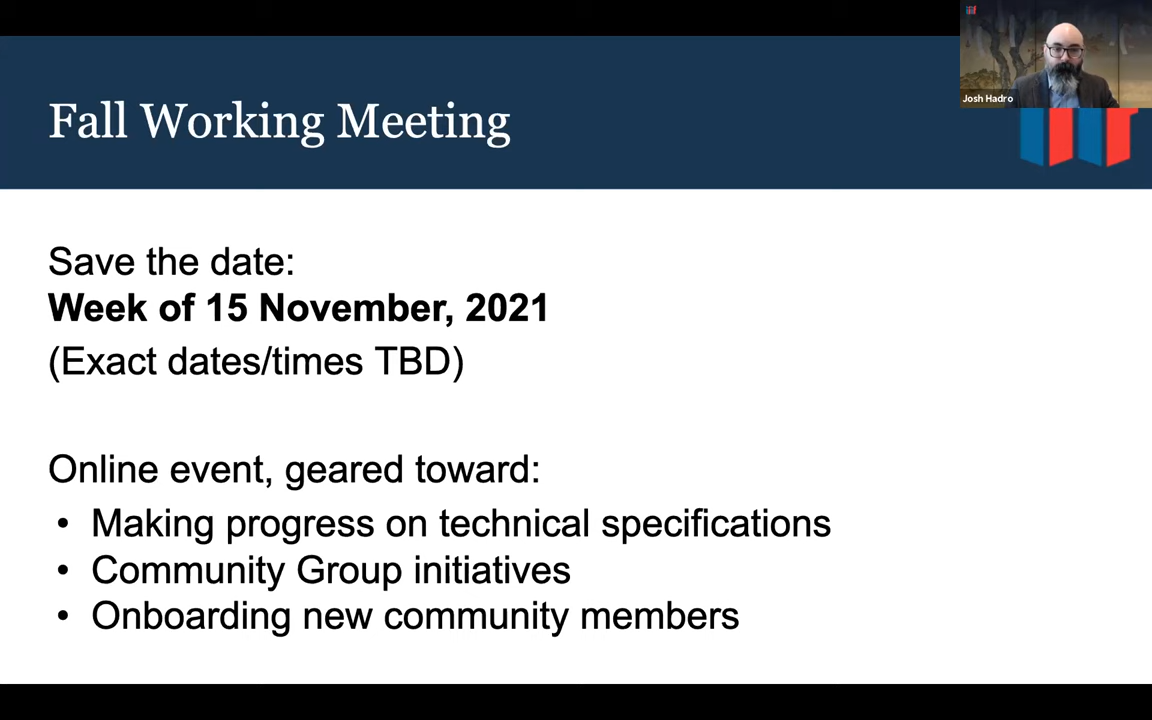 Josh Hadro
Fall Working Meeting
Save the date:
Week of 15 November, 2021
(Exact dates/times TBD)
Online event, geared toward:
• Making progress on technical specifications
• Community Group initiatives
• Onboarding new community members